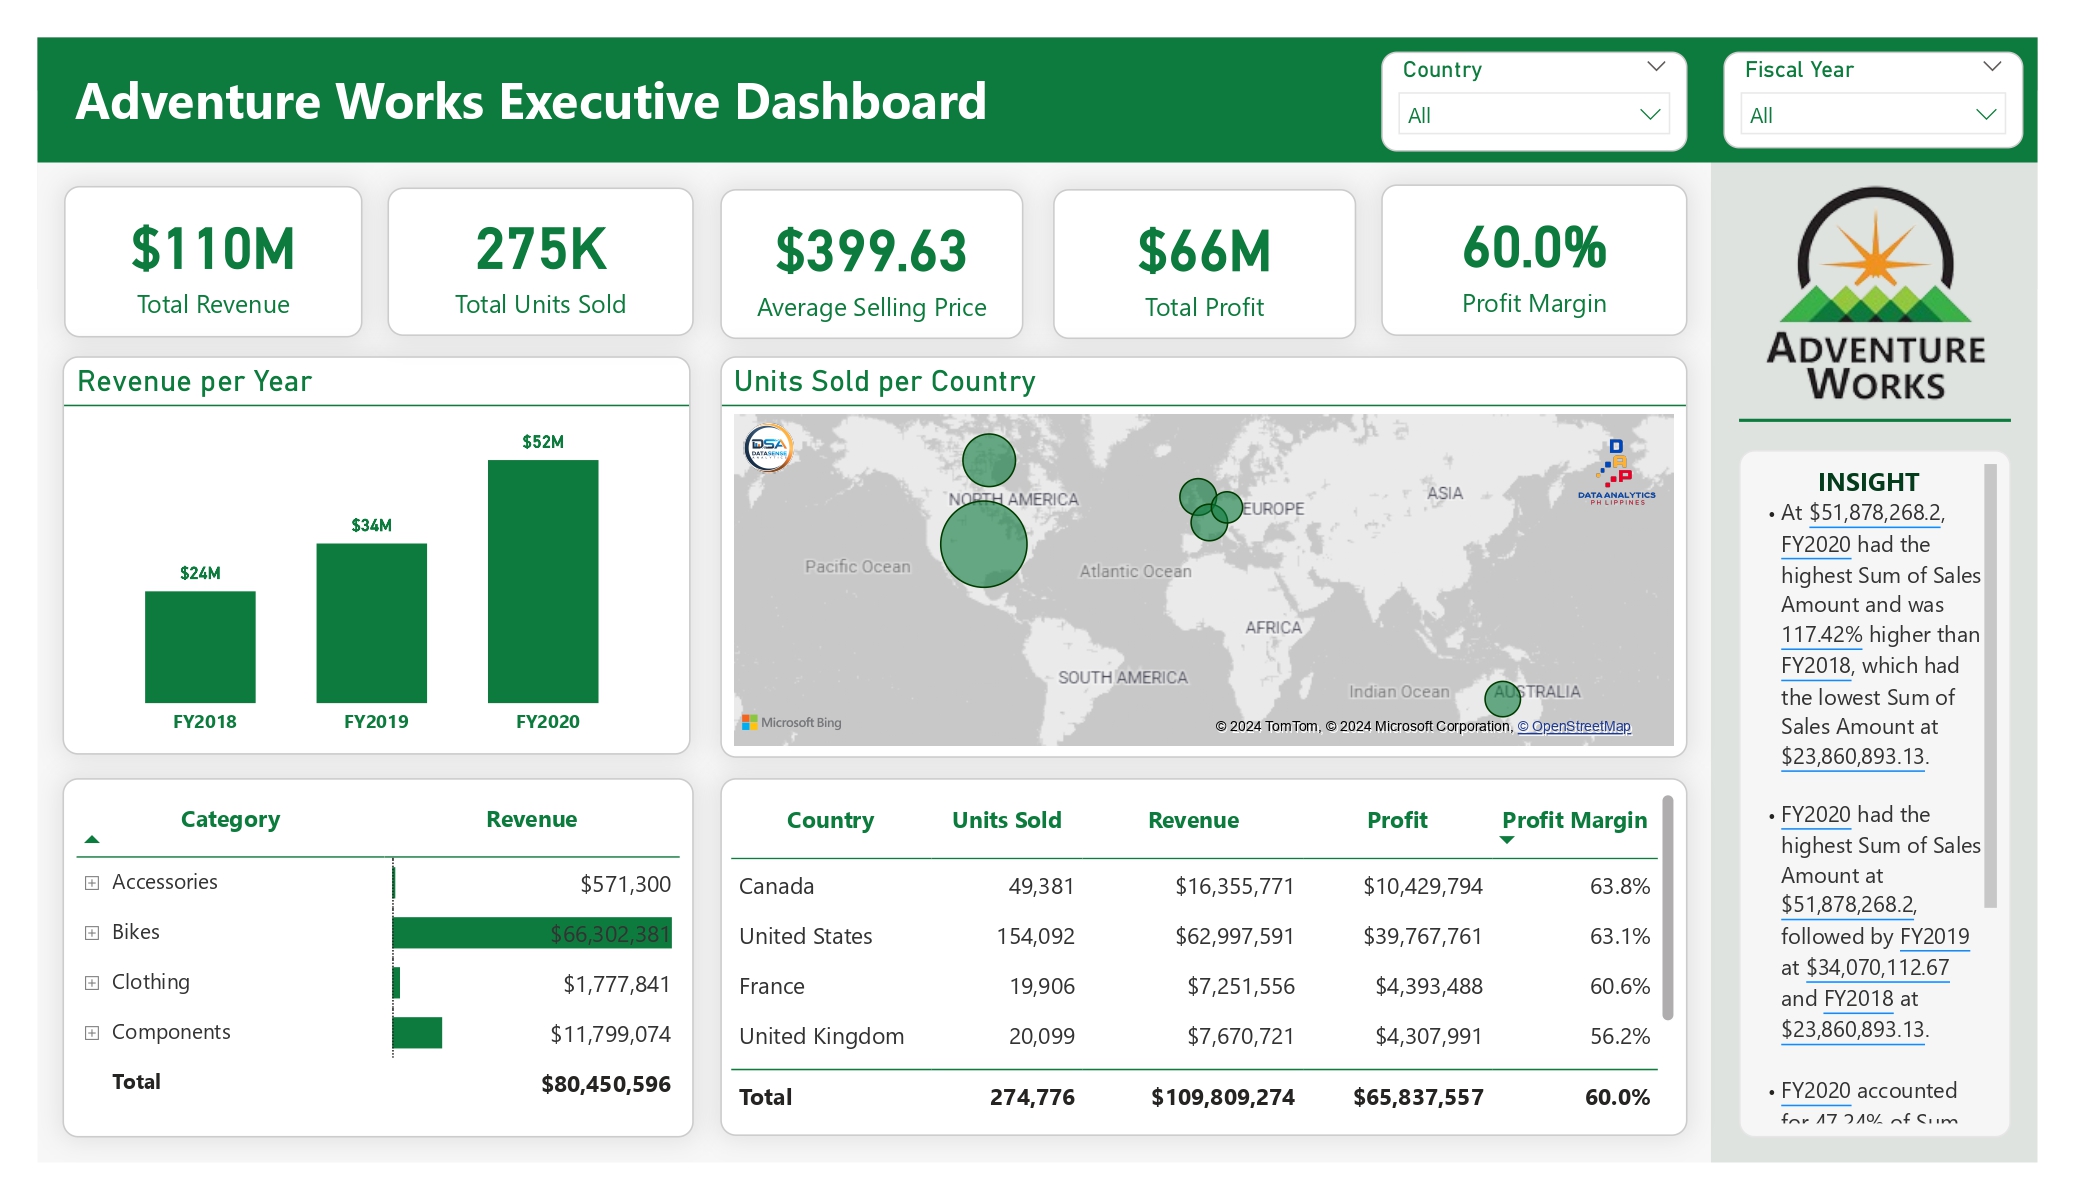 Adventure Works Executive Dashboard
Country
All
Fiscal Year
All
$110M
Total Revenue
275K
Total Units Sold
$399.63
Average Selling Price
$66M
Total Profit
60.0%
Profit Margin
ADVENTURE
WORKS
Revenue per Year
$52M
$34M
$24M
FY2018 FY2019 FY2020
Units Sold per Country
DSA
DATASENSE
ANALYTICS
DAP
DATA ANALYTICS
PHILIPPINES
NORTH AMERICA
EUROPE
ASIA
Pacific Ocean
Atlantic Ocean
AFRICA
SOUTH AMERICA
Indian Ocean
AUSTRALIA
Microsoft Bing
© 2024 TomTom, © 2024 Microsoft Corporation, © OpenStreetMap
Category Revenue
Accessories $571,300
Bikes $66,302,381
Clothing $1,777,841
Components $11,799,074
Total $80,450,596
Country Units Sold Revenue Profit Profit Margin
Canada 49,381 $16,355,771 $10,429,794 63.8%
United States 154,092 $62,997,591 $39,767,761 63.1%
France 19,906 $7,251,556 $4,393,488 60.6%
United Kingdom 20,099 $7,670,721 $4,307,991 56.2%
Total 274,776 $109,809,274 $65,837,557 60.0%
INSIGHT
• At $51,878,268.2,
FY2020 had the
highest Sum of Sales
Amount and was
117.42% higher than
FY2018, which had
the lowest Sum of
Sales Amount at
$23,860,893.13.
• FY2020 had the
highest Sum of Sales
Amount at
$51,878,268.2,
followed by FY2019
at $34,070,112.67
and FY2018 at
$23,860,893.13.
• FY2020 accounted
for 47.24% of Sum